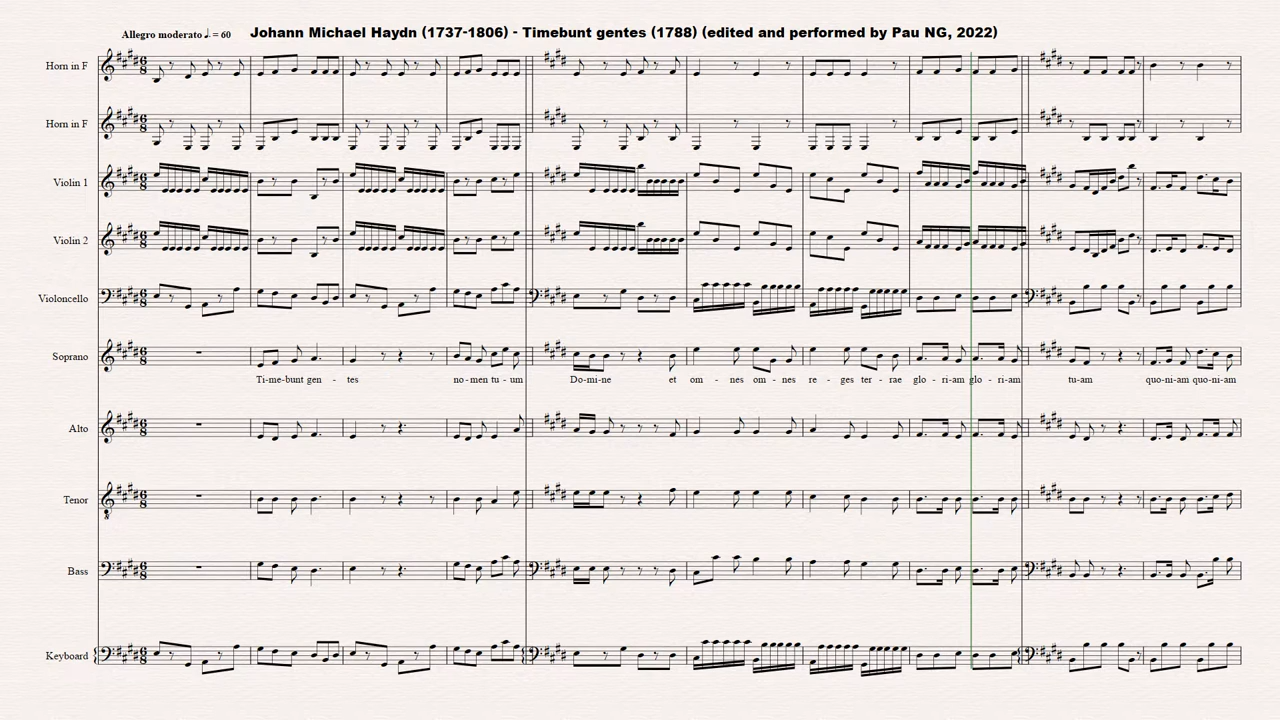 Allegro moderato ♩. = 60 Johann Michael Haydn (1737-1806) - Timebunt gentes (1788) (edited and performed by Pau NG, 2022)
Horn in F
Horn in F
Violin 1
Violin 2
Violoncello
Soprano
Ti-me-bunt gen - tes no-men tu - um Do-mi-ne et om - nes om - nes re - ges ter - rae glo - ri-am glo - ri-am tu-am quo-ni-am quo-ni-am
Alto
Tenor
Bass
Keyboard